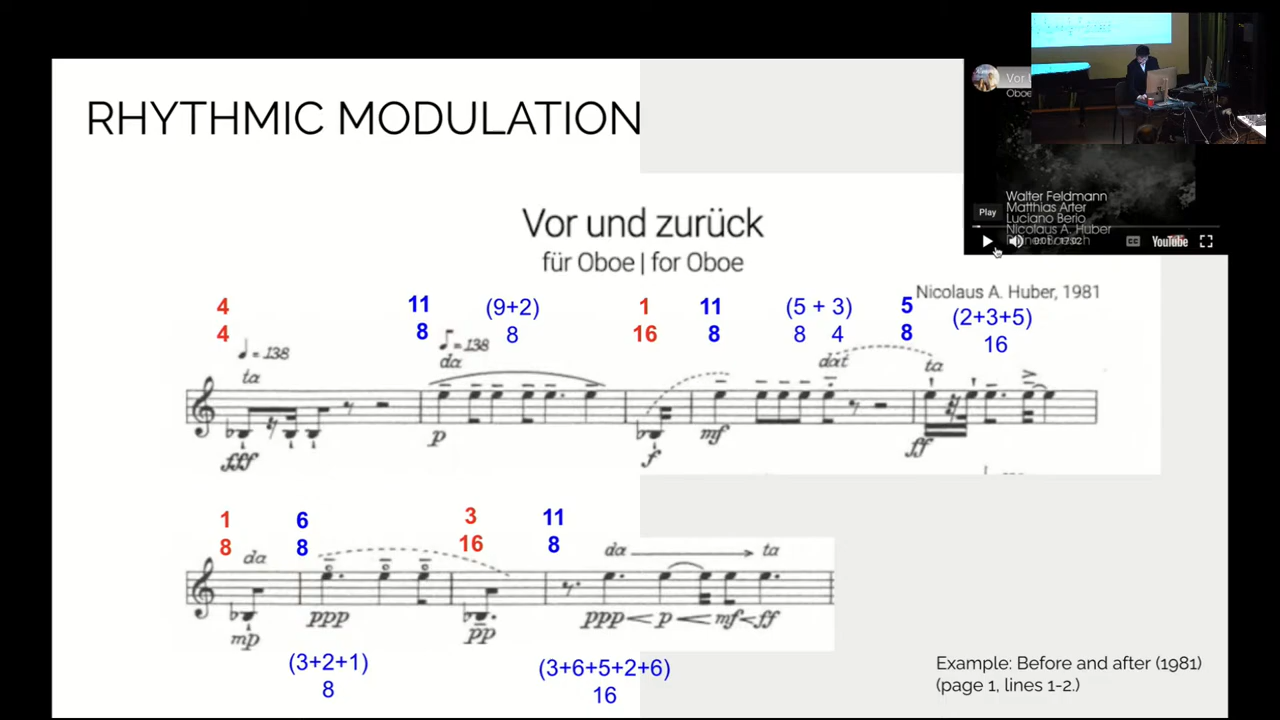 RHYTHMIC MODULATION
Vor und zurück
für Oboe | for Oboe
Nicolaus A. Huber, 1981
4
4
11
8
(9+2)
8
1
16
11
8
(5 + 3)
8 4
5
8
(2+3+5)
16
= 138
= 138
ta
da
dat
ta
fff
p
f
mf
ff
1
8
6
8
3
16
11
8
da
da
ta
mp
ppp
pp
ppp < p < mf < ff
(3+2+1)
8
(3+6+5+2+6)
16
Example: Before and after (1981)
(page 1, lines 1-2.)
Vor
Oboe
Walter Feldmann
Matthias Arter
Luciano Berio
Nicolaus A. Huber
Play
CC
YouTube